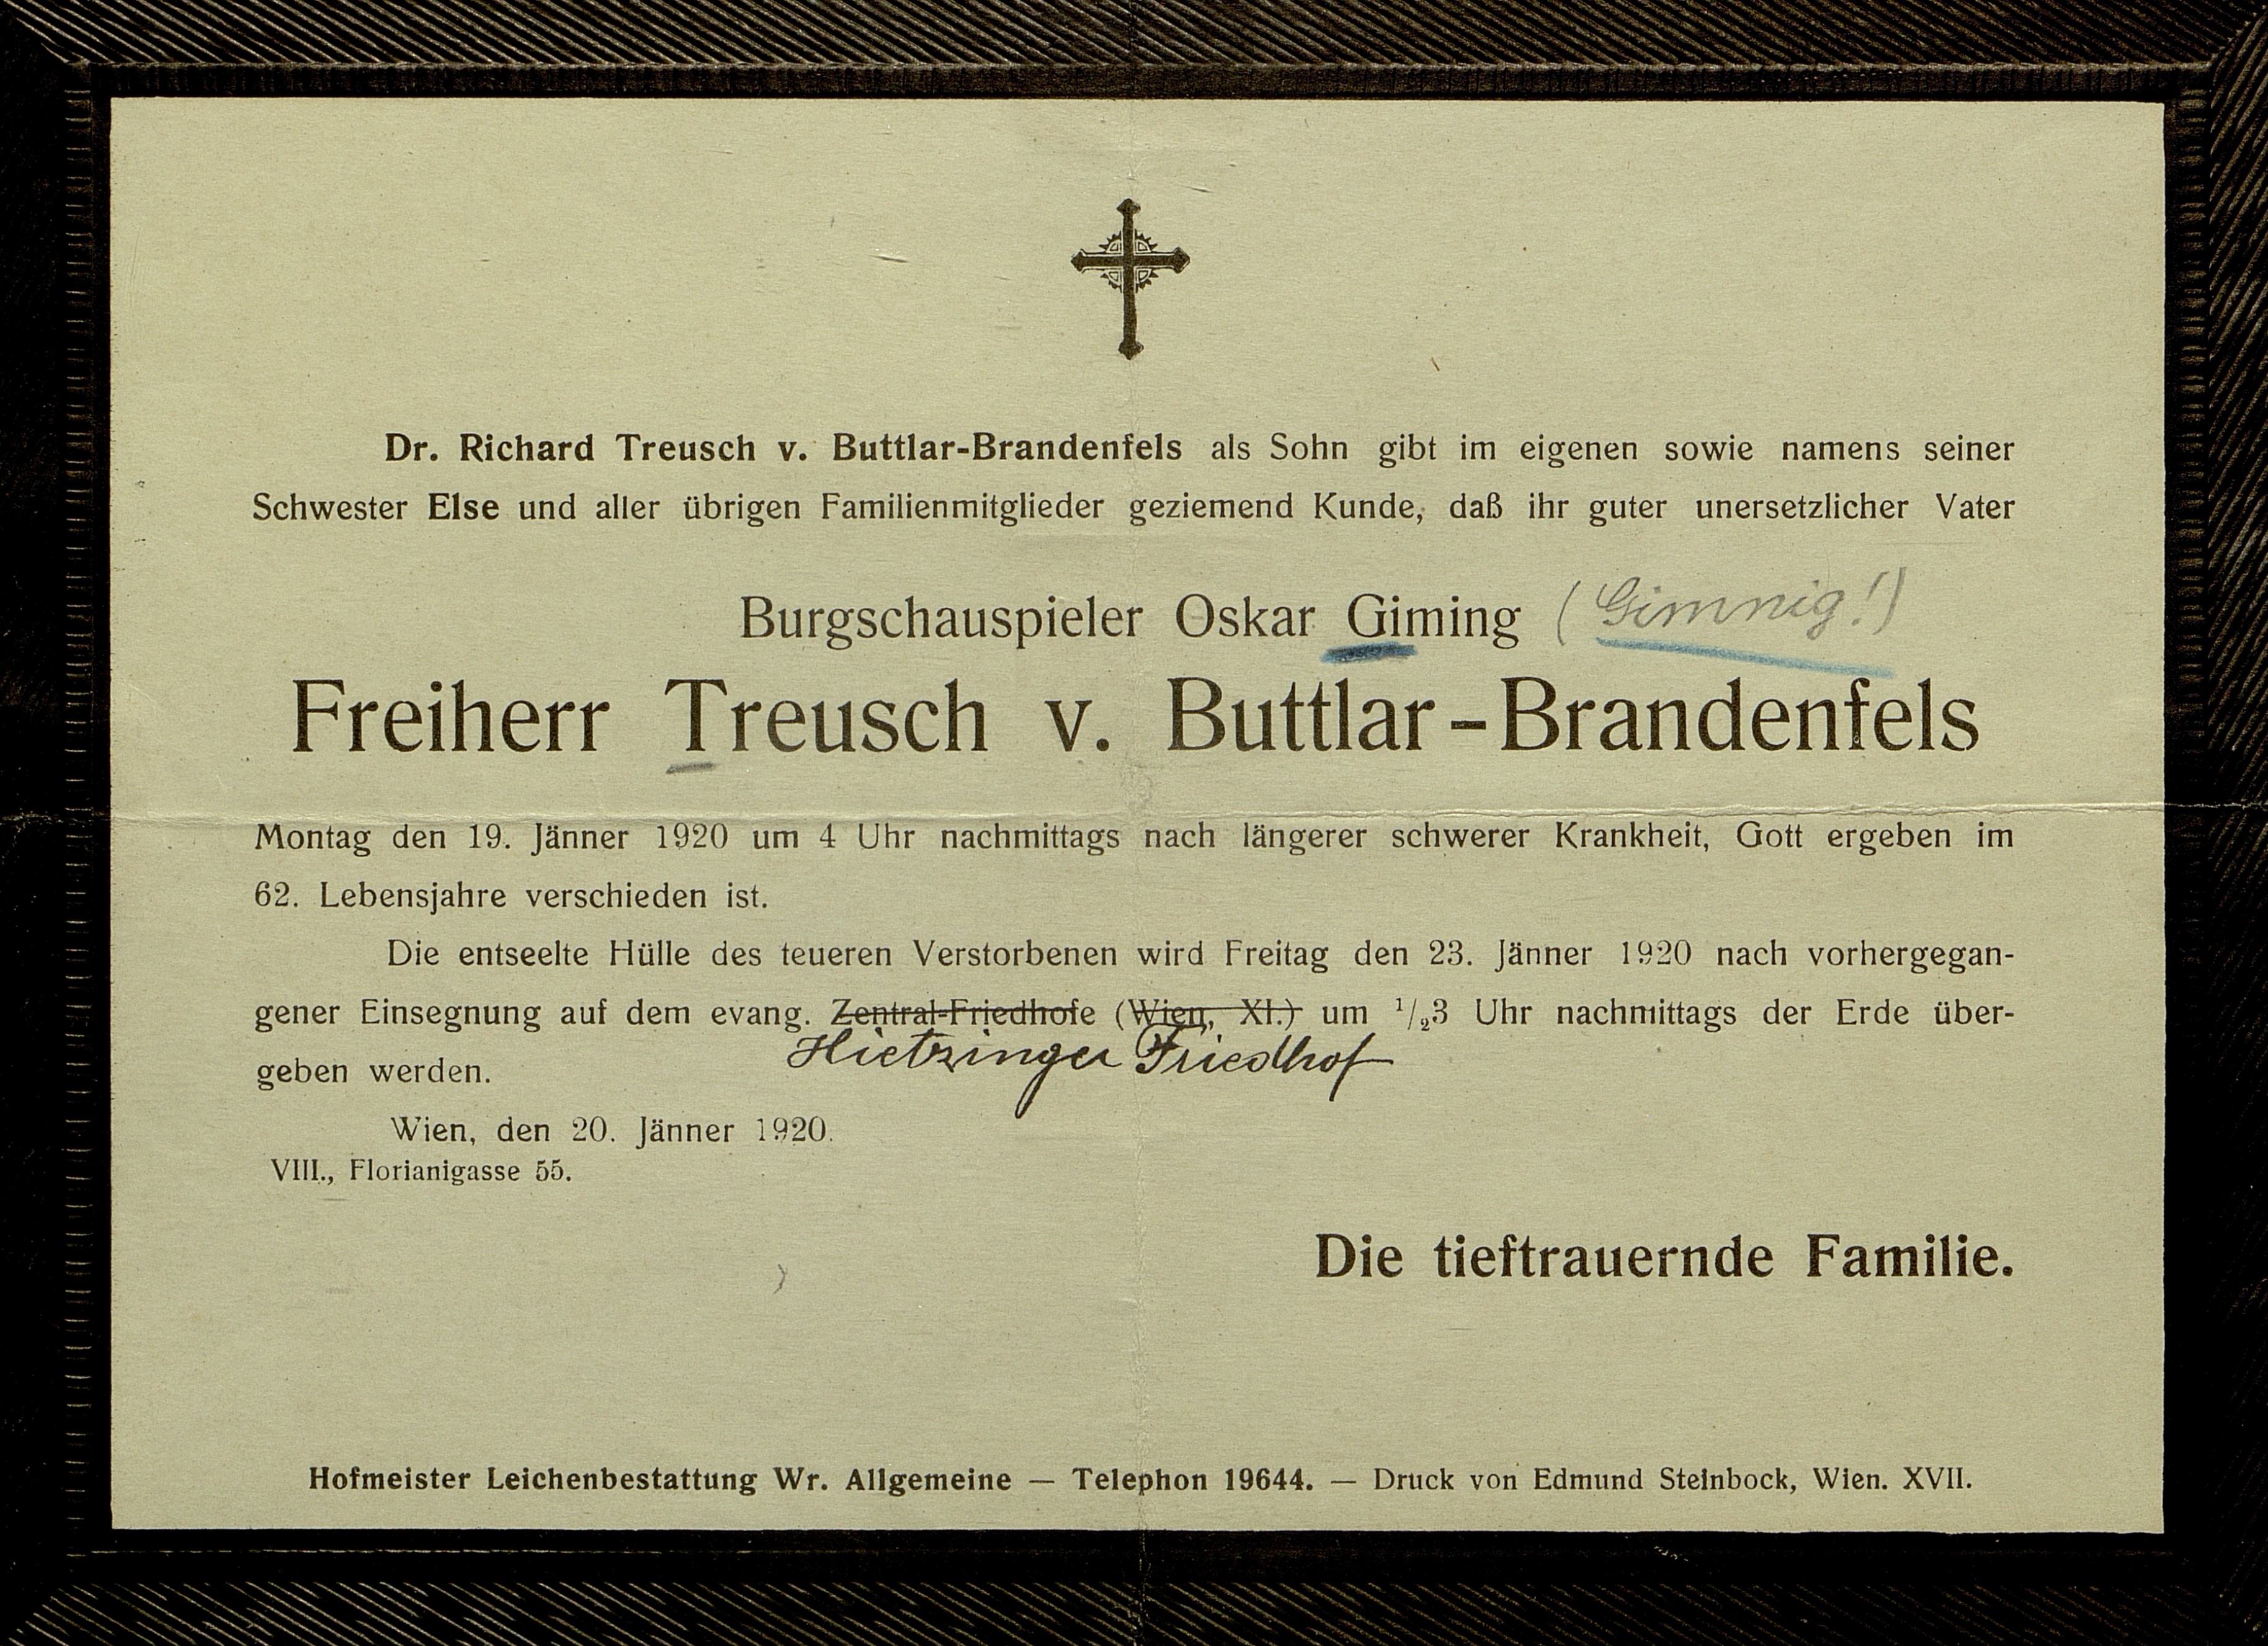 Dr. Richard Treusch v. Buttlar-Brandenfels als Sohn gibt im eigenen sowie namens seiner
Schwester Else und aller übrigen Familienmitglieder geziemend Kunde, daß ihr guter unersetzlicher Vater
Burgschauspieler Oskar Giming (Gimnig!)
Freiherr Treusch v. Buttlar-Brandenfels
Montag den 19. Jänner 1920 um 4 Uhr nachmittags nach längerer schwerer Krankheit, Gott ergeben im
62. Lebensjahre verschieden ist.
Die entseelte Hülle des teueren Verstorbenen wird Freitag den 23. Jänner 1920 nach vorhergegan-
gener Einsegnung auf dem evang. Zentral-Friedhofe (Wien, XI.) um 1/2 3 Uhr nachmittags der Erde über-
Hietzinger Friedhof
geben werden.
Wien, den 20. Jänner 1920.
VIII., Florianigasse 55.
Die tieftrauernde Familie.
Hofmeister Leichenbestattung Wr. Allgemeine — Telephon 19644. — Druck von Edmund Steinbock, Wien. XVII.